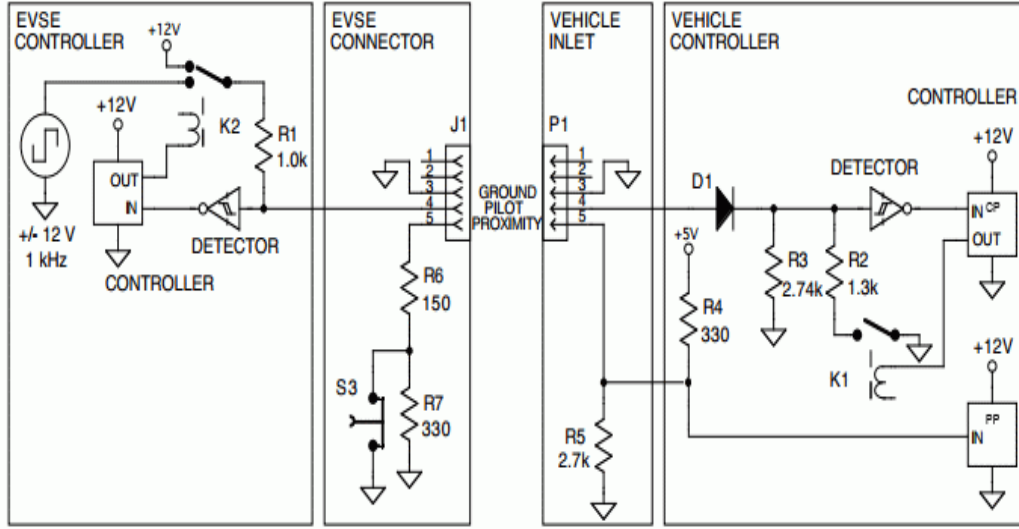 EVSE
CONTROLLER
+12V
+12V
K2
R1
1.0k
OUT
IN
DETECTOR
+/- 12 V
1 kHz
CONTROLLER
EVSE
CONNECTOR
J1
1
2
3
4
5
R6
150
S3
R7
330
GROUND
PILOT
PROXIMITY
VEHICLE
INLET
P1
1
2
3
4
5
R5
2.7k
VEHICLE
CONTROLLER
CONTROLLER
+12V
DETECTOR
D1
IN CP
OUT
+5V
R3
2.74k
R2
1.3k
R4
330
K1
+12V
PP
IN